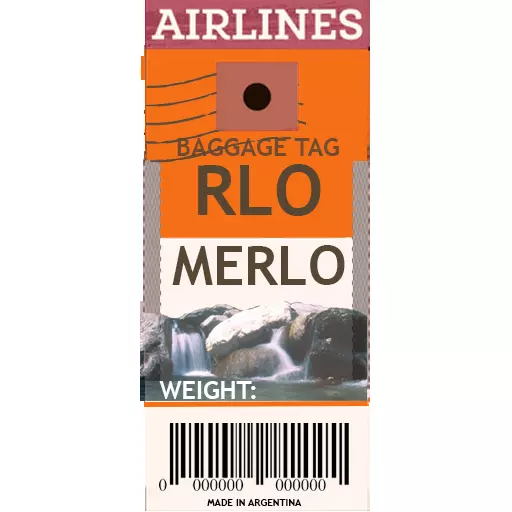 AIRLINES
BAGGAGE TAG
RLO
MERLO
WEIGHT:
0 000000 000000
MADE IN ARGENTINA